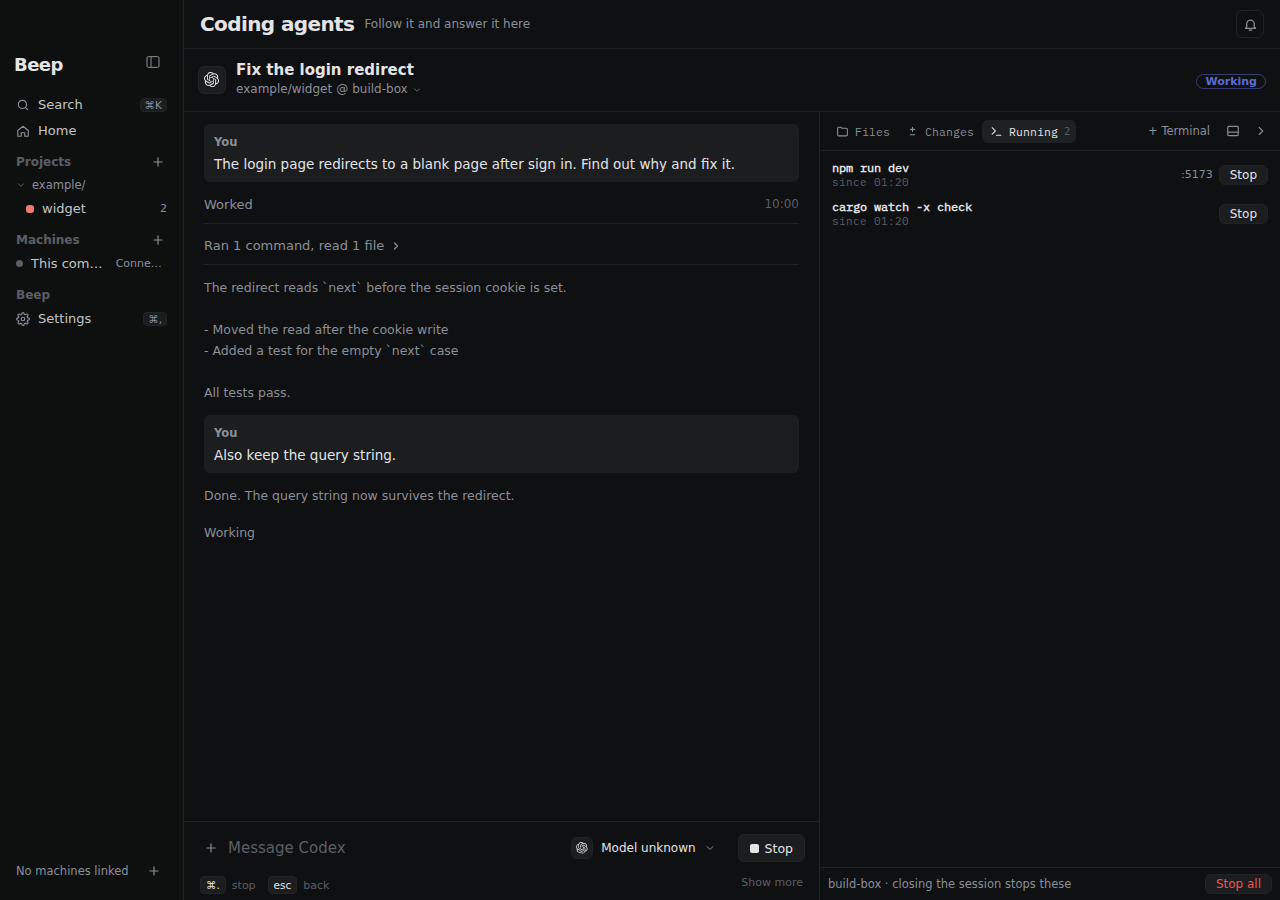 Coding agents Follow it and answer it here
Beep
Search ⌘K
Home
Projects
example/
widget 2
Machines
This com... Conne...
Beep
Settings ⌘,
No machines linked
Fix the login redirect
example/widget @ build-box
Working
You
The login page redirects to a blank page after sign in. Find out why and fix it.
Worked 10:00
Ran 1 command, read 1 file
The redirect reads `next` before the session cookie is set.
- Moved the read after the cookie write
- Added a test for the empty `next` case
All tests pass.
You
Also keep the query string.
Done. The query string now survives the redirect.
Working
Message Codex Model unknown Stop
⌘. stop esc back Show more
Files Changes Running 2 + Terminal
npm run dev :5173 Stop
since 01:20
cargo watch -x check Stop
since 01:20
build-box · closing the session stops these Stop all